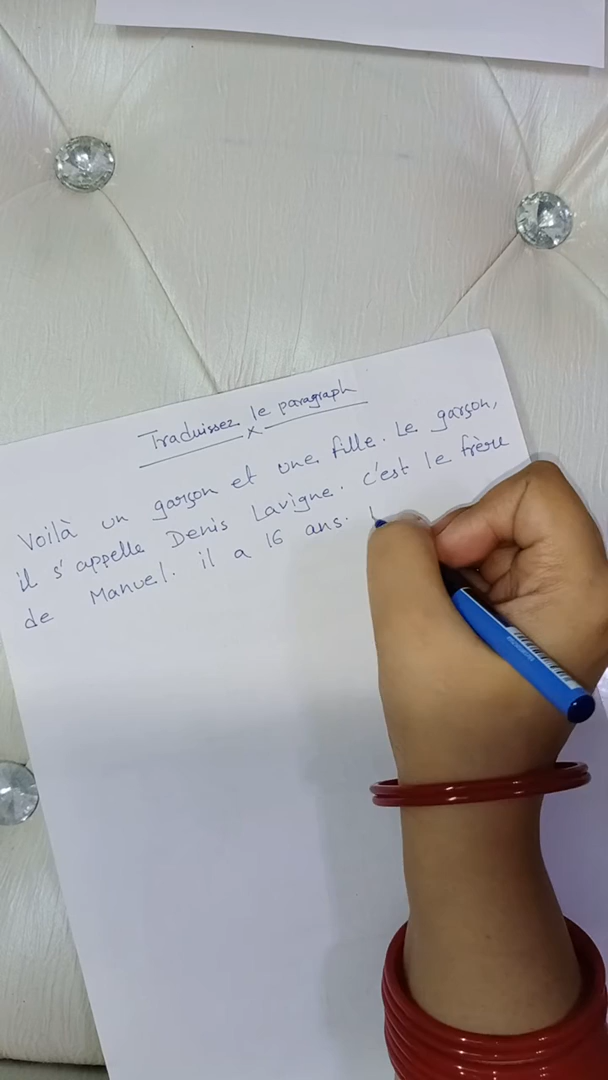 Traduissez le paragraph
x
Voilà un garçon et une fille. Le garçon,
il s'appelle Denis Lavigne. c'est le frère
de Manuel. il a 16 ans.